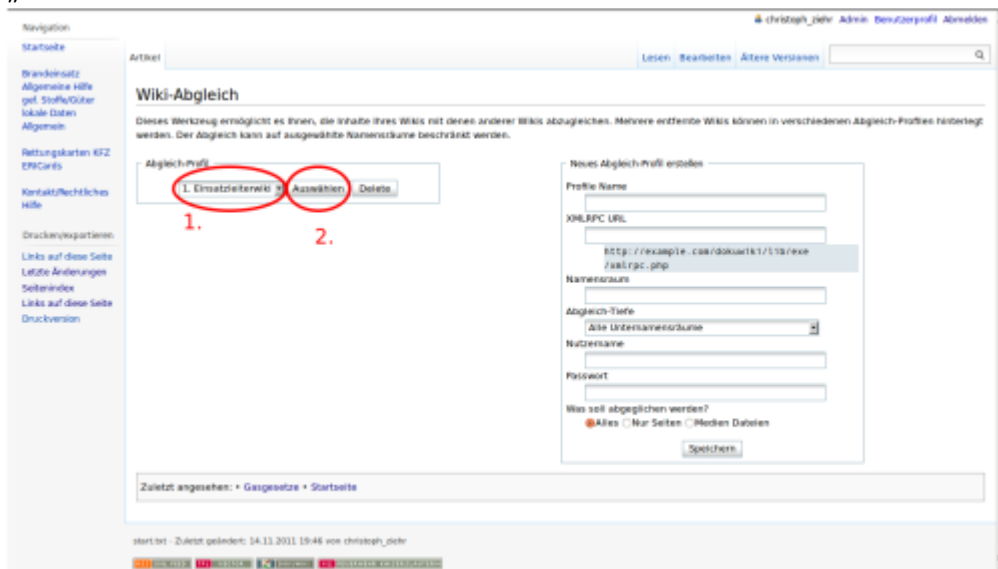 ”
christoph_ziehr Admin Benutzerprofil Abmelden
Navigation
Startseite
Brandeinsatz
Allgemeine Hilfe
gef. Stoffe/Güter
lokale Daten
Allgemein
Rettungskarten KFZ
ERICards
Kontakt/Rechtliches
Hilfe
Drucken/exportieren
Links auf diese Seite
Letzte Änderungen
Seitenindex
Links auf diese Seite
Druckversion
Artikel
Lesen Bearbeiten Ältere Versionen
Wiki-Abgleich
Dieses Werkzeug ermöglicht es Ihnen, die Inhalte Ihres Wikis mit denen anderer Wikis abzugleichen. Mehrere entfernte Wikis können in verschiedenen Abgleich-Profilen hinterlegt
werden. Der Abgleich kann auf ausgewählte Namensräume beschränkt werden.
Abgleich-Profil
1. Einsatzleiterwiki Auswählen Delete
1.
2.
Neues Abgleich-Profil erstellen
Profile Name
XMLRPC URL
http://example.com/dokuwiki/lib/exe
/xmlrpc.php
Namensraum
Abgleich-Tiefe
Alle Unternamensräume
Nutzername
Passwort
Was soll abgeglichen werden?
Alles Nur Seiten Medien Dateien
Speichern
Zuletzt angesehen: • Gasgesetze • Startseite
start.txt · Zuletzt geändert: 14.11.2011 19:46 von christoph_ziehr